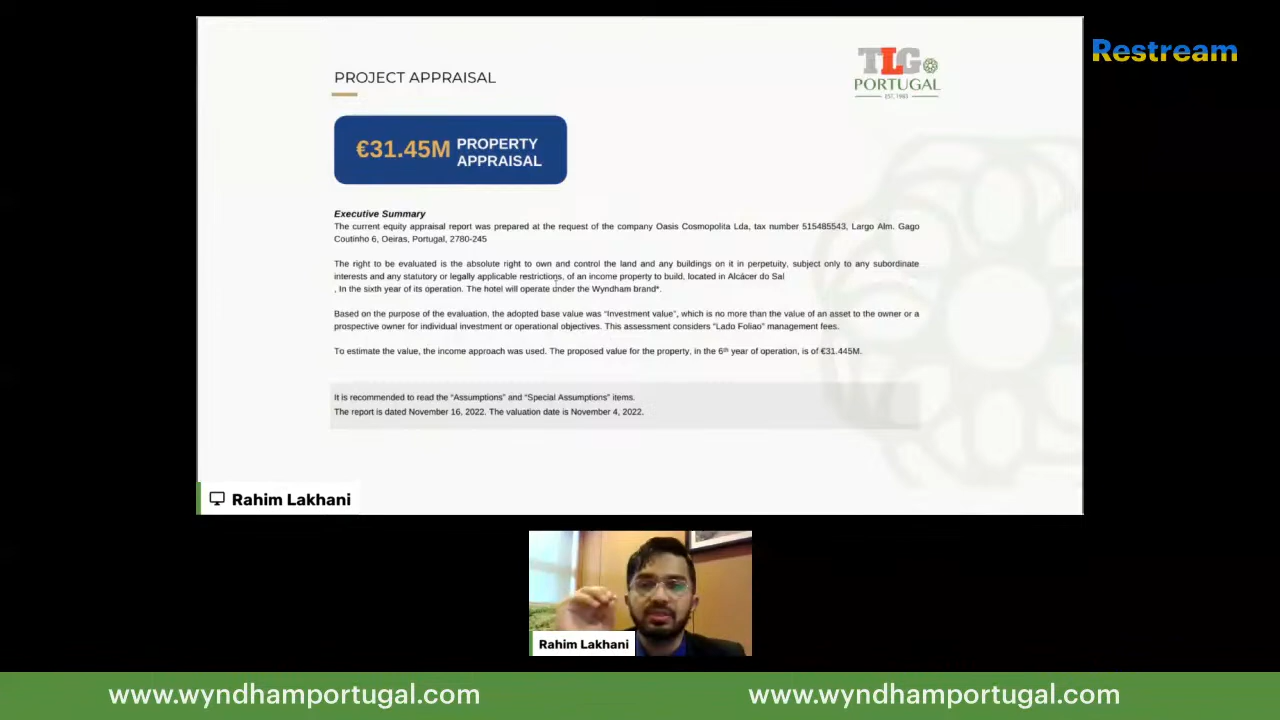 Restream
PROJECT APPRAISAL
TLG
PORTUGAL
EST. 1983
€31.45M PROPERTY
APPRAISAL
Executive Summary
The current equity appraisal report was prepared at the request of the company Oasis Cosmopolita Lda, tax number 515485543, Largo Alm. Gago
Coutinho 6, Oeiras, Portugal, 2780-245
The right to be evaluated is the absolute right to own and control the land and any buildings on it in perpetuity, subject only to any subordinate
interests and any statutory or legally applicable restrictions, of an income property to build, located in Alcácer do Sal
, In the sixth year of its operation. The hotel will operate under the Wyndham brand*.
Based on the purpose of the evaluation, the adopted base value was “Investment value”, which is no more than the value of an asset to the owner or a
prospective owner for individual investment or operational objectives. This assessment considers “Lado Foliao” management fees.
To estimate the value, the income approach was used. The proposed value for the property, in the 6th year of operation, is of €31.445M.
It is recommended to read the “Assumptions” and “Special Assumptions” items.
The report is dated November 16, 2022. The valuation date is November 4, 2022.
Rahim Lakhani
Rahim Lakhani
www.wyndhamportugal.com
www.wyndhamportugal.com